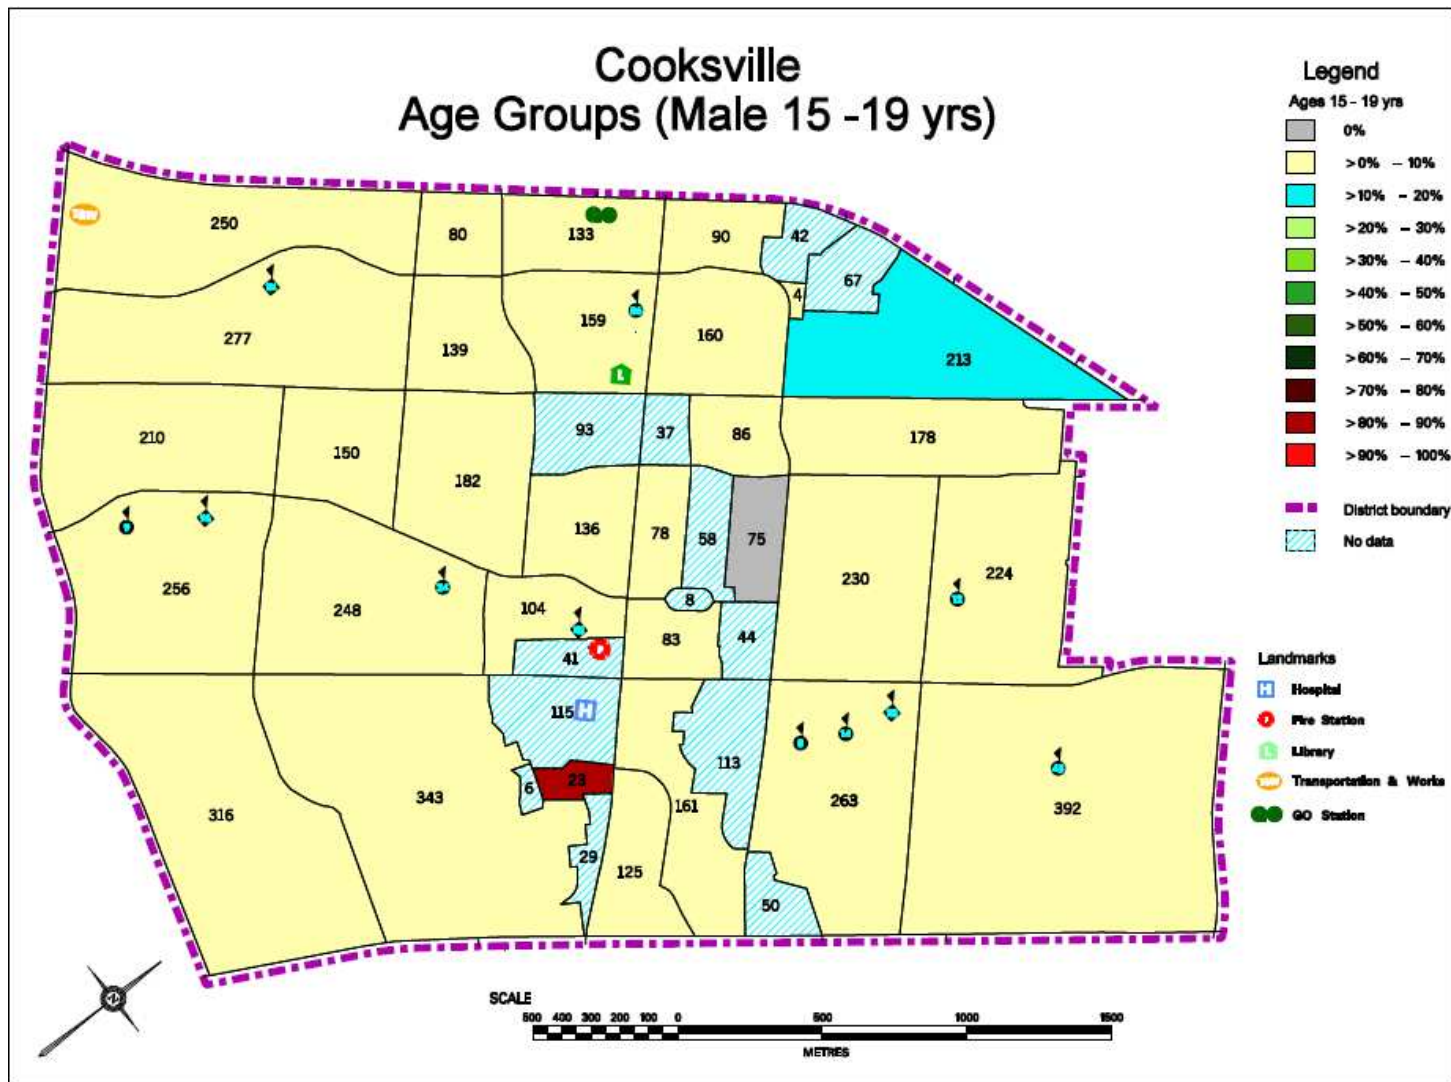 Cooksville
Age Groups (Male 15 -19 yrs)
Legend
Ages 15 - 19 yrs
0%
>0% - 10%
>10% - 20%
>20% - 30%
>30% - 40%
>40% - 50%
>50% - 60%
>60% - 70%
>70% - 80%
>80% - 90%
>90% - 100%
District boundary
No data
Landmarks
H Hospital
Fire Station
L Library
Transportation & Works
GO Station
250
80
133
90
42
67
4
277
139
159
160
213
L
210
150
182
93
37
86
178
136
78
58
75
230
224
256
248
104
8
83
44
41
115 H
113
6
23
316
343
161
263
392
29
125
50
SCALE
500 400 300 200 100 0 500 1000 1500
METRES